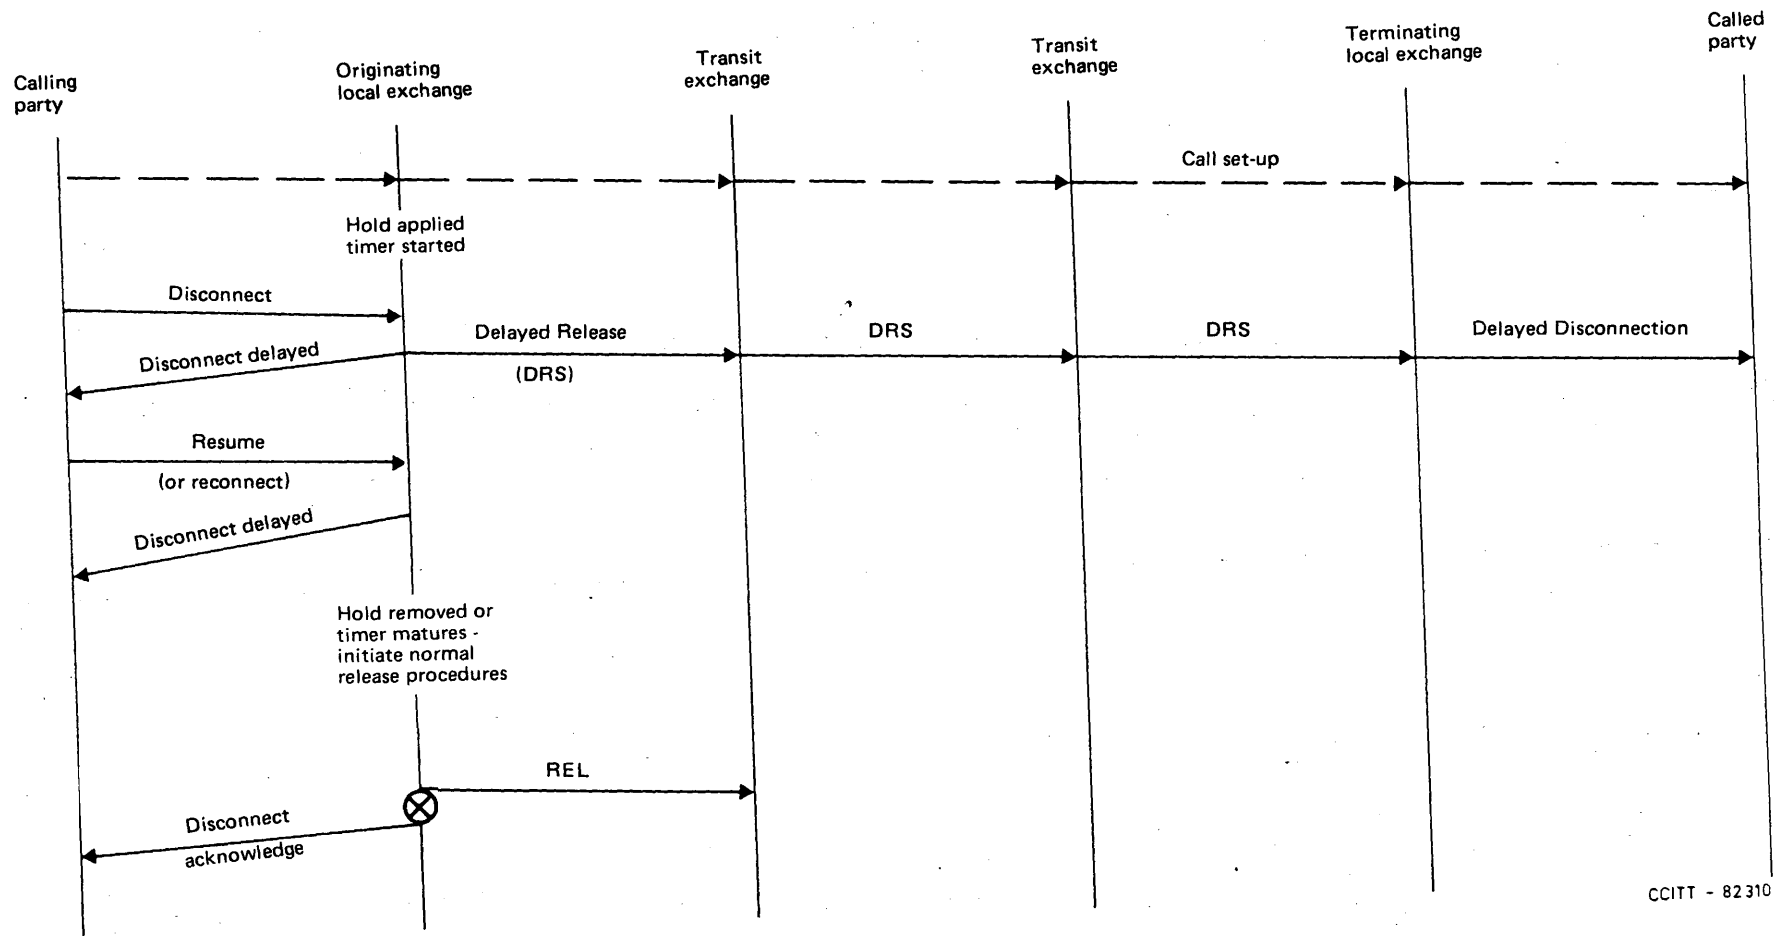 Calling
party
Originating
local exchange
Transit
exchange
Transit
exchange
Terminating
local exchange
Called
party
Call set-up
Hold applied
timer started
Disconnect
Disconnect delayed
Delayed Release
(DRS)
DRS
DRS
Delayed Disconnection
Resume
(or reconnect)
Disconnect delayed
Hold removed or
timer matures -
initiate normal
release procedures
REL
Disconnect
acknowledge
CCITT - 82310